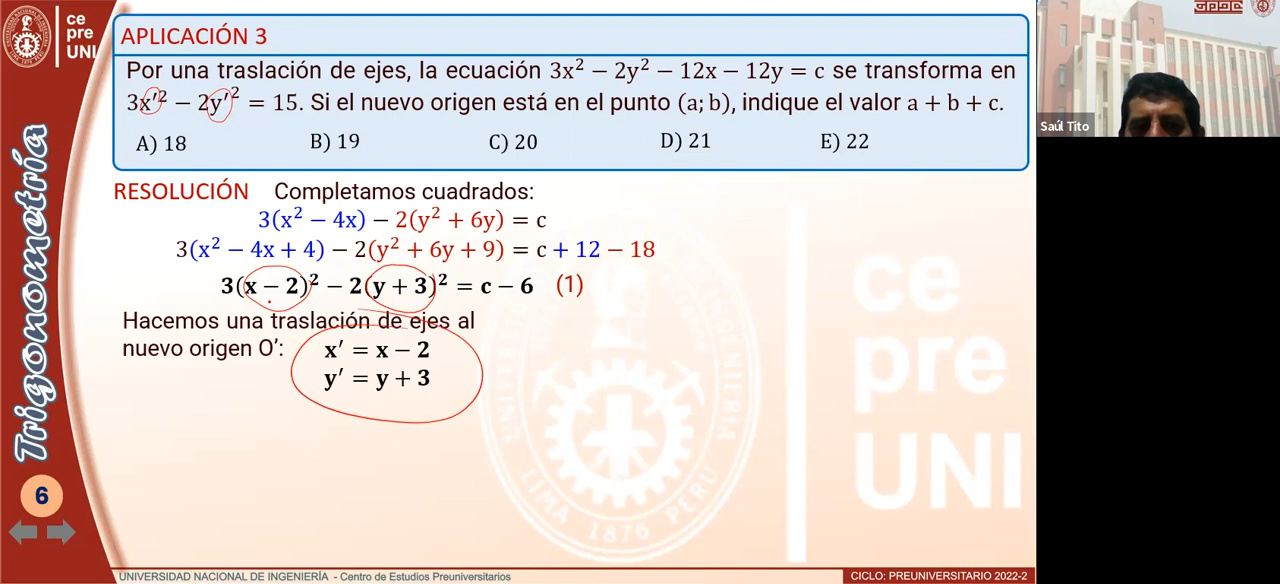 ce
pre
UNI
APLICACIÓN 3
Por una traslación de ejes, la ecuación 3x² − 2y² − 12x − 12y = c se transforma en
3x′² − 2y′² = 15. Si el nuevo origen está en el punto (a; b), indique el valor a + b + c.
A) 18 B) 19 C) 20 D) 21 E) 22
RESOLUCIÓN Completamos cuadrados:
3(x² − 4x) − 2(y² + 6y) = c
3(x² − 4x + 4) − 2(y² + 6y + 9) = c + 12 − 18
3(x − 2)² − 2(y + 3)² = c − 6 (1)
Hacemos una traslación de ejes al
nuevo origen O′:
x′ = x − 2
y′ = y + 3
Trigonometría
6
ce
pre
UNI
LIMA 1876 PERU
UNIVERSIDAD NACIONAL DE INGENIERÍA - Centro de Estudios Preuniversitarios
CICLO: PREUNIVERSITARIO 2022-2
Saúl Tito